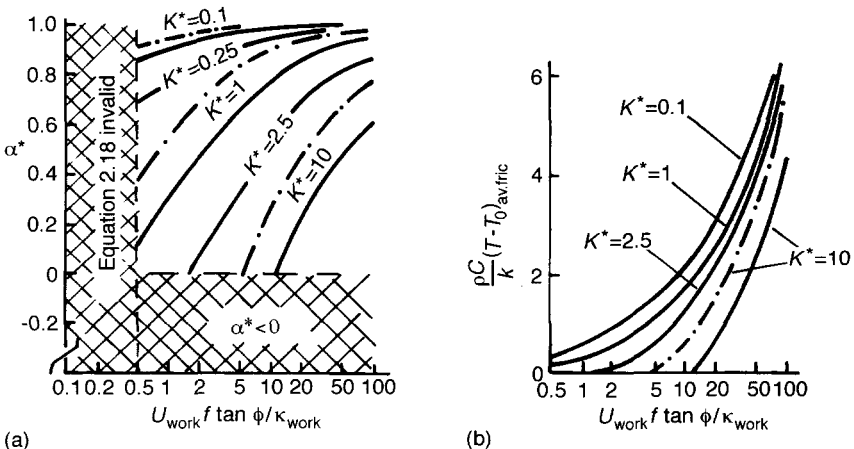 1.0
0.8
0.6
0.4
0.2
0
-0.2
α*
Equation 2.18 invalid
K*=0.1
K*=0.25
K*=1
K*=2.5
K*=10
α*<0
0.1 0.2 0.5 1 2 5 10 20 50 100
U_work f tan ϕ/κ_work
(a)
6
4
2
0
ρC/k (T-T₀)av.fric
K*=0.1
K*=1
K*=2.5
K*=10
0.5 1 2 5 10 20 50 100
U_work f tan ϕ/κ_work
(b)